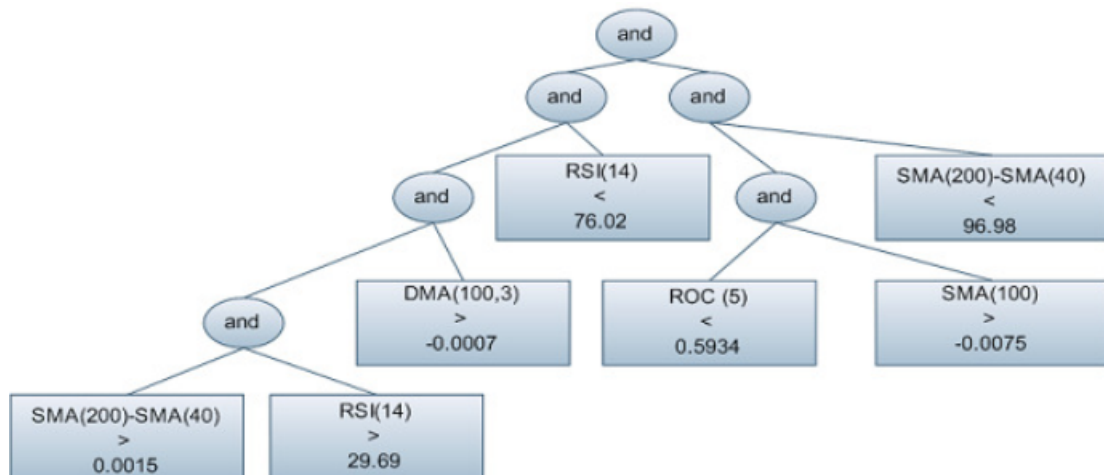 and
and
and
and
RSI(14)
<
76.02
and
SMA(200)-SMA(40)
<
96.98
and
DMA(100,3)
>
-0.0007
ROC (5)
<
0.5934
SMA(100)
>
-0.0075
SMA(200)-SMA(40)
>
0.0015
RSI(14)
>
29.69